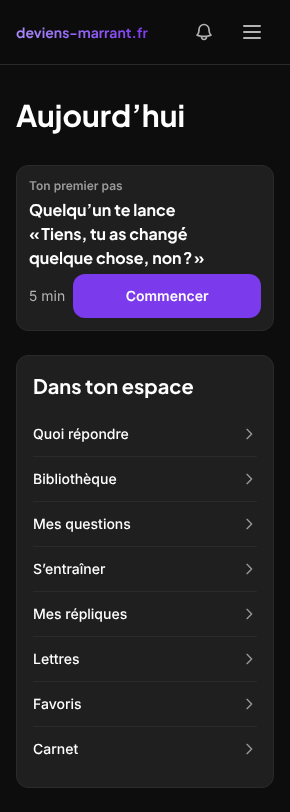 deviens-marrant.fr
Aujourd’hui
Ton premier pas
Quelqu’un te lance
« Tiens, tu as changé
quelque chose, non ? »
5 min
Commencer
Dans ton espace
Quoi répondre
Bibliothèque
Mes questions
S’entraîner
Mes répliques
Lettres
Favoris
Carnet